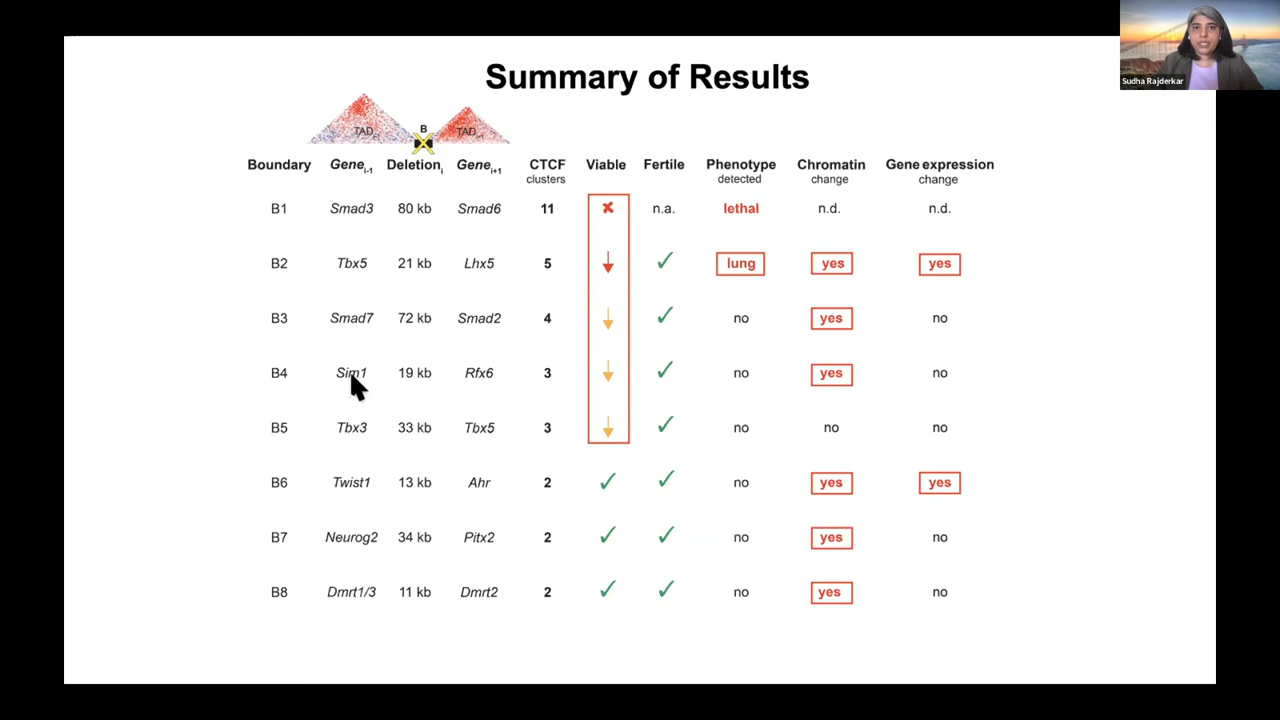 Summary of Results
Sudha Rajderkar
TAD
B
TAD
Boundary Gene i-1 Deletion i Gene i+1 CTCF clusters Viable Fertile Phenotype detected Chromatin change Gene expression change
B1 Smad3 80 kb Smad6 11 ✘ n.a. lethal n.d. n.d.
B2 Tbx5 21 kb Lhx5 5 ↓ ✓ lung yes yes
B3 Smad7 72 kb Smad2 4 ↓ ✓ no yes no
B4 Sim1 19 kb Rfx6 3 ↓ ✓ no yes no
B5 Tbx3 33 kb Tbx5 3 ↓ ✓ no no no
B6 Twist1 13 kb Ahr 2 ✓ ✓ no yes yes
B7 Neurog2 34 kb Pitx2 2 ✓ ✓ no yes no
B8 Dmrt1/3 11 kb Dmrt2 2 ✓ ✓ no yes no